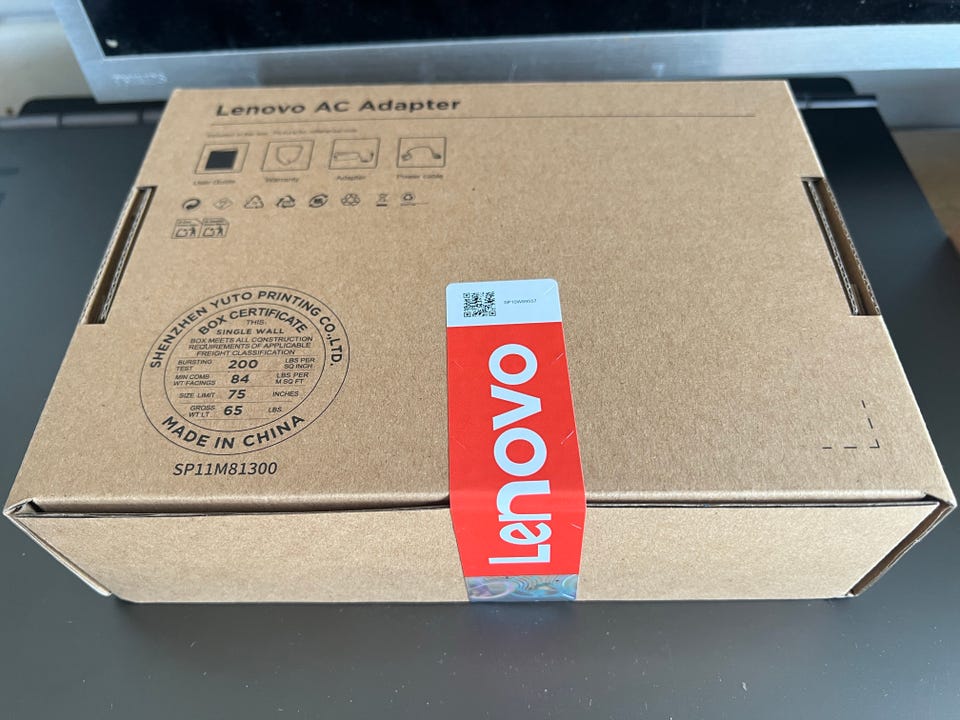 Lenovo AC Adapter
User Guide
Warranty
Adapter
Power cable
SHENZHEN YUTO PRINTING CO.,LTD.
BOX CERTIFICATE
THIS
SINGLE WALL
BOX MEETS ALL CONSTRUCTION
REQUIREMENTS OF APPLICABLE
FREIGHT CLASSIFICATION
BURSTING TEST 200 LBS PER SQ INCH
MIN COMB WT FACINGS 84 LBS PER M SQ FT
SIZE LIMIT 75 INCHES
GROSS WT LT 65 LBS
MADE IN CHINA
SP11M81300
Lenovo